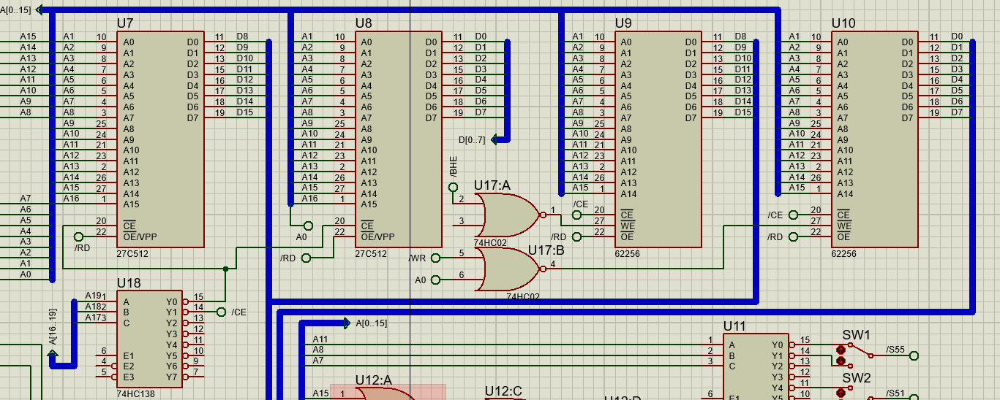 A[0..15]
U7
U8
U9
U10
A15 A1 10 A0 D0 11 D8
A14 A2 9 A1 D1 12 D9
A13 A3 8 A2 D2 13 D10
A12 A4 7 A3 D3 15 D11
A11 A5 6 A4 D4 16 D12
A10 A6 5 A5 D5 17 D13
A9 A7 4 A6 D6 18 D14
A8 A8 3 A7 D7 19 D15
A9 25 A8
A10 24 A9
A11 21 A10
A12 23 A11
A13 2 A12
A14 26 A13
A15 27 A14
A16 1 A15
20 CE
22 OE/VPP
/RD
27C512
A7
A6
A5
A4
A3
A2
A1
A0
A1 10 A0 D0 11 D0
A2 9 A1 D1 12 D1
A3 8 A2 D2 13 D2
A4 7 A3 D3 15 D3
A5 6 A4 D4 16 D4
A6 5 A5 D5 17 D5
A7 4 A6 D6 18 D6
A8 3 A7 D7 19 D7
A9 25 A8
A10 24 A9
A11 21 A10
A12 23 A11
A13 2 A12
A14 26 A13
A15 27 A14
A16 1 A15
A0
20 CE
22 OE/VPP
/RD
27C512
D[0..7]
/BHE
U17:A
2
3
1
74HC02
U17:B
/WR 5
A0 6
4
74HC02
A1 10 A0 D0 11 D8
A2 9 A1 D1 12 D9
A3 8 A2 D2 13 D10
A4 7 A3 D3 15 D11
A5 6 A4 D4 16 D12
A6 5 A5 D5 17 D13
A7 4 A6 D6 18 D14
A8 3 A7 D7 19 D15
A9 25 A8
A10 24 A9
A11 21 A10
A12 23 A11
A13 2 A12
A14 26 A13
A15 1 A14
/CE 20 CE
27 WE
/RD 22 OE
62256
A1 10 A0 D0 11 D0
A2 9 A1 D1 12 D1
A3 8 A2 D2 13 D2
A4 7 A3 D3 15 D3
A5 6 A4 D4 16 D4
A6 5 A5 D5 17 D5
A7 4 A6 D6 18 D6
A8 3 A7 D7 19 D7
A9 25 A8
A10 24 A9
A11 21 A10
A12 23 A11
A13 2 A12
A14 26 A13
A15 1 A14
/CE 20 CE
27 WE
/RD 22 OE
62256
U18
A19 1 A Y0 15
A18 2 B Y1 14 /CE
A17 3 C Y2 13
Y3 12
Y4 11
6 E1 Y5 10
4 E2 Y6 9
5 E3 Y7 7
74HC138
A[16..19]
A[0..15]
U11
A11 1 A Y0 15
A8 2 B Y1 14
A7 3 C Y2 13
Y3 12
Y4 11
6 E1 Y5 10
SW1
/S55
SW2
/S51
U12:A
A15 1
U12:C
U12:D